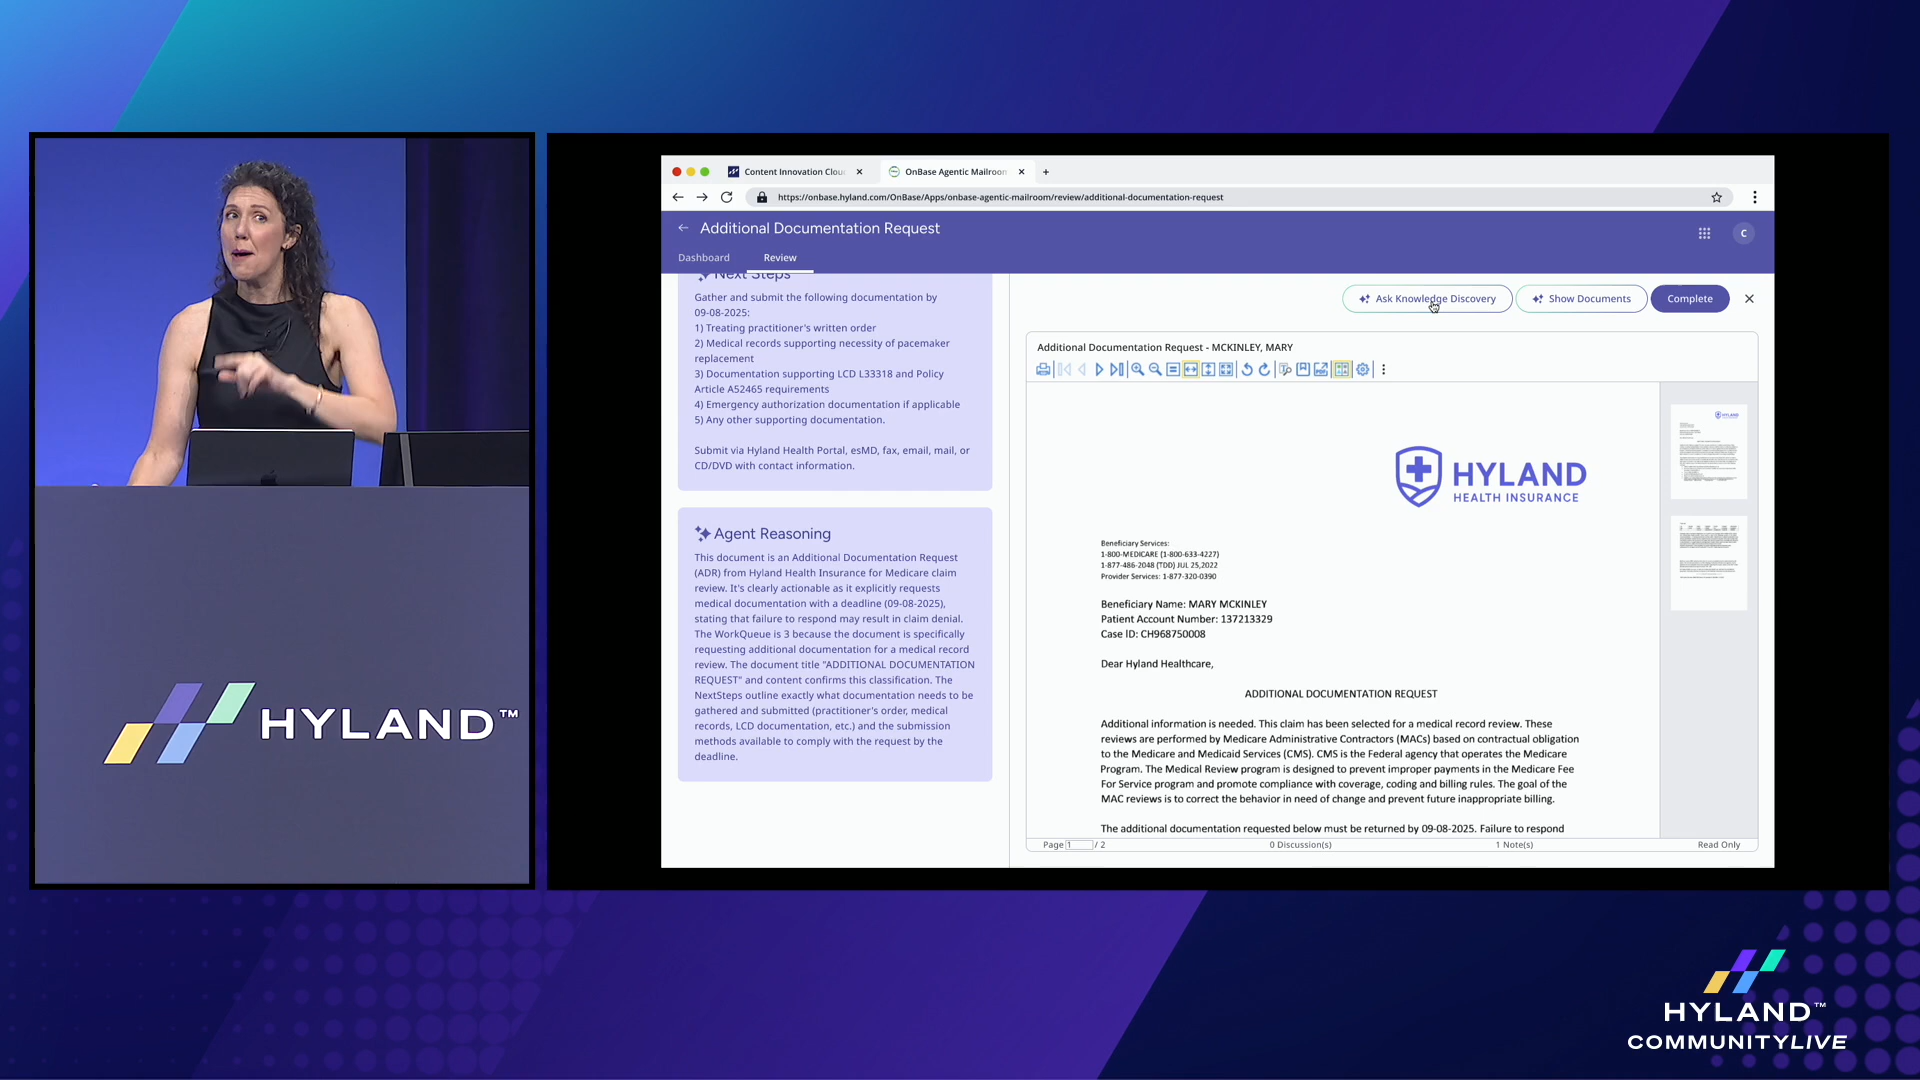 Content Innovation Clou
OnBase Agentic Mailroom
https://onbase.hyland.com/OnBase/Apps/onbase-agentic-mailroom/review/additional-documentation-request
Additional Documentation Request
C
Dashboard
Review
Next Steps
Gather and submit the following documentation by
09-08-2025:
1) Treating practitioner's written order
2) Medical records supporting necessity of pacemaker
replacement
3) Documentation supporting LCD L33318 and Policy
Article A52465 requirements
4) Emergency authorization documentation if applicable
5) Any other supporting documentation.
Submit via Hyland Health Portal, esMD, fax, email, mail, or
CD/DVD with contact information.
Agent Reasoning
This document is an Additional Documentation Request
(ADR) from Hyland Health Insurance for Medicare claim
review. It's clearly actionable as it explicitly requests
medical documentation with a deadline (09-08-2025),
stating that failure to respond may result in claim denial.
The WorkQueue is 3 because the document is specifically
requesting additional documentation for a medical record
review. The document title "ADDITIONAL DOCUMENTATION
REQUEST" and content confirms this classification. The
NextSteps outline exactly what documentation needs to be
gathered and submitted (practitioner's order, medical
records, LCD documentation, etc.) and the submission
methods available to comply with the request by the
deadline.
Ask Knowledge Discovery
Show Documents
Complete
Additional Documentation Request - MCKINLEY, MARY
HYLAND
HEALTH INSURANCE
Beneficiary Services:
1-800-MEDICARE (1-800-633-4227)
1-877-486-2048 (TDD) JUL 25,2022
Provider Services: 1-877-320-0390
Beneficiary Name: MARY MCKINLEY
Patient Account Number: 137213329
Case ID: CH968750008
Dear Hyland Healthcare,
ADDITIONAL DOCUMENTATION REQUEST
Additional information is needed. This claim has been selected for a medical record review. These
reviews are performed by Medicare Administrative Contractors (MACs) based on contractual obligation
to the Medicare and Medicaid Services (CMS). CMS is the Federal agency that operates the Medicare
Program. The Medical Review program is designed to prevent improper payments in the Medicare Fee
For Service program and promote compliance with coverage, coding and billing rules. The goal of the
MAC reviews is to correct the behavior in need of change and prevent future inappropriate billing.
The additional documentation requested below must be returned by 09-08-2025. Failure to respond
Page 1 / 2
0 Discussion(s)
1 Note(s)
Read Only
HYLAND™
HYLAND™
COMMUNITYLIVE